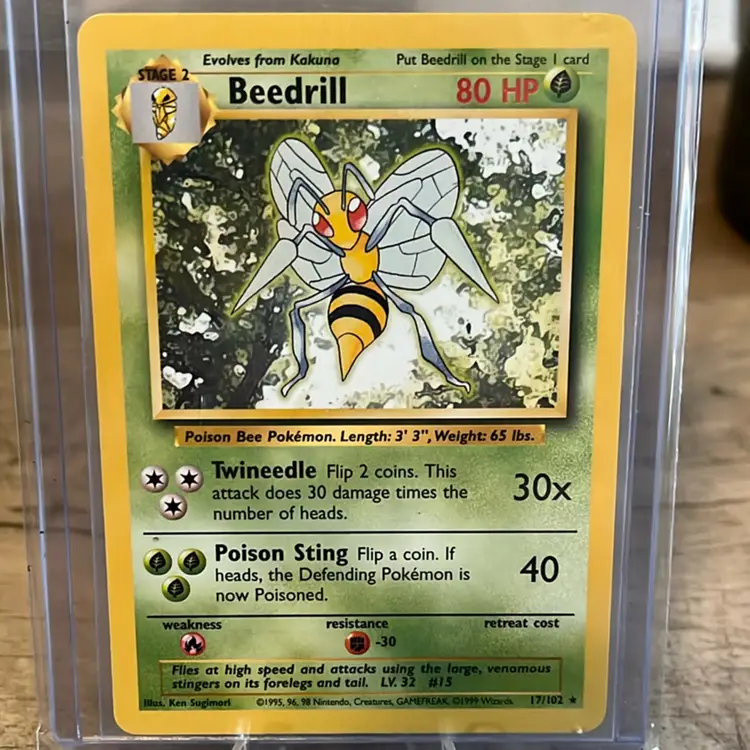 Evolves from Kakuna Put Beedrill on the Stage 1 card
STAGE 2
Beedrill 80 HP
Poison Bee Pokémon. Length: 3' 3", Weight: 65 lbs.
Twineedle Flip 2 coins. This
attack does 30 damage times the
number of heads.
30x
Poison Sting Flip a coin. If
heads, the Defending Pokémon is
now Poisoned.
40
weakness resistance retreat cost
-30
Flies at high speed and attacks using the large, venomous
stingers on its forelegs and tail. LV. 32 #15
Illus. Ken Sugimori ©1995, 96, 98 Nintendo, Creatures, GAMEFREAK. ©1999 Wizards. 17/102 ★